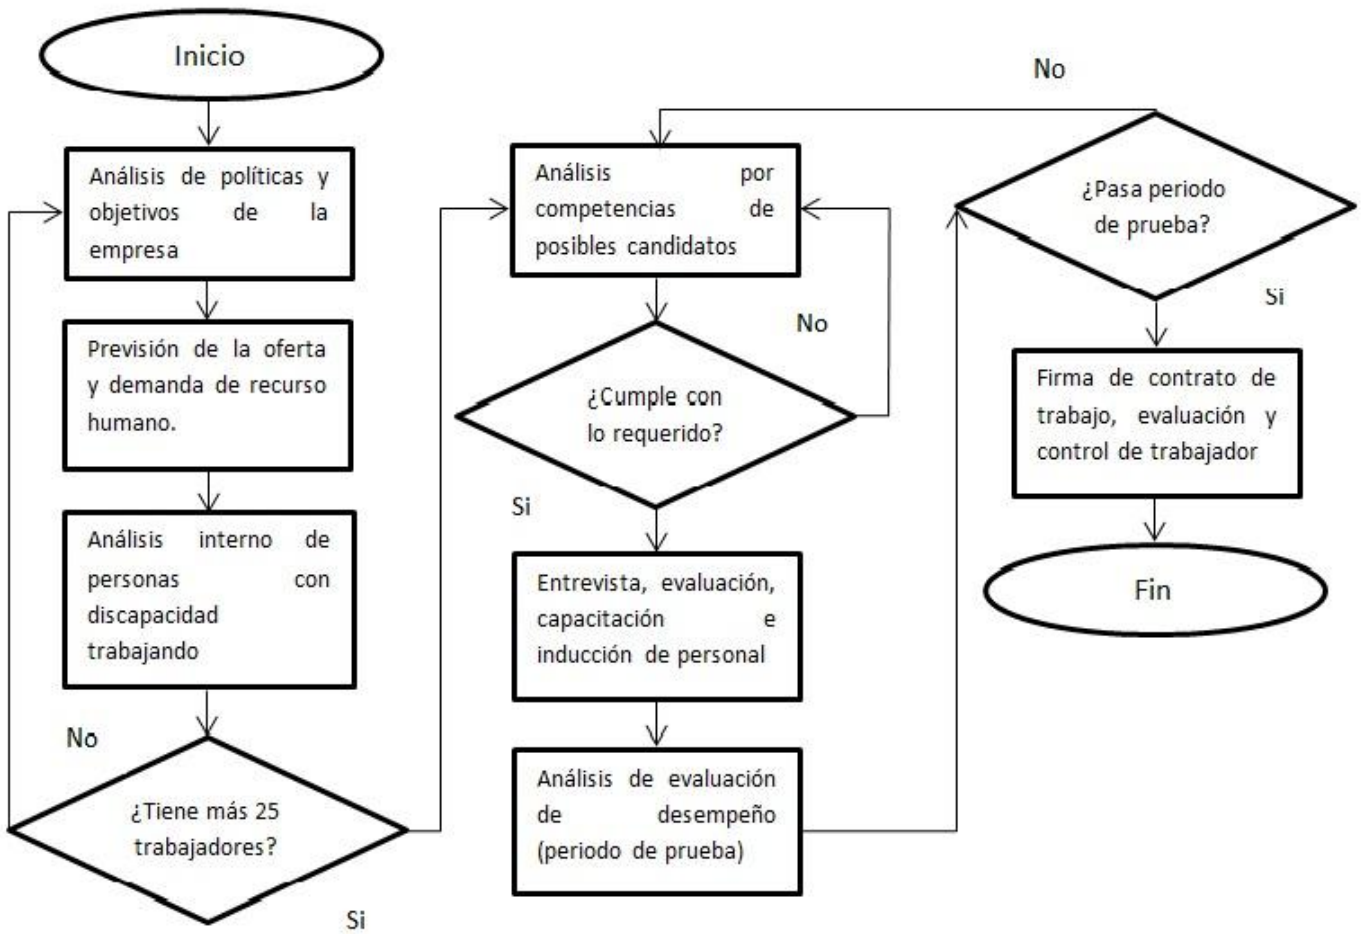 Inicio
Análisis de políticas y
objetivos de la
empresa
Previsión de la oferta
y demanda de recurso
humano.
Análisis interno de
personas con
discapacidad
trabajando
No
¿Tiene más 25
trabajadores?
Si
Análisis por
competencias de
posibles candidatos
No
¿Cumple con
lo requerido?
Si
Entrevista, evaluación,
capacitación e
inducción de personal
Análisis de evaluación
de desempeño
(periodo de prueba)
No
¿Pasa periodo
de prueba?
Si
Firma de contrato de
trabajo, evaluación y
control de trabajador
Fin